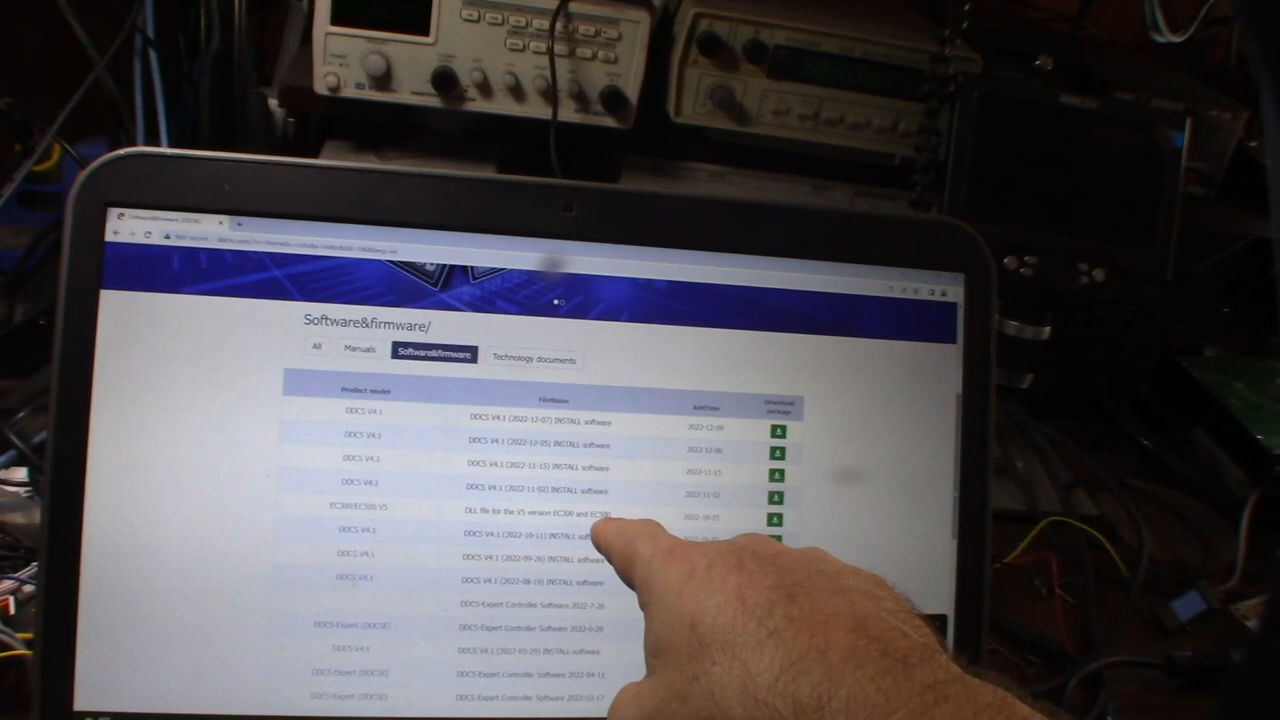 Not secure
Software&firmware/
All Manuals Software&firmware Technology documents
Product model FileName AddTime Download package
DDCS V4.1 DDCS V4.1 (2022-12-07) INSTALL software 2022-12-09
DDCS V4.1 DDCS V4.1 (2022-12-05) INSTALL software 2022-12-06
DDCS V4.1 DDCS V4.1 (2022-11-15) INSTALL software 2022-11-15
DDCS V4.1 DDCS V4.1 (2022-11-02) INSTALL software 2022-11-02
EC300/EC500 V5 DLL file for the V5 version EC300 and EC500 2022-10-25
DDCS V4.1 DDCS V4.1 (2022-10-11) INSTALL
DDCS V4.1 DDCS V4.1 (2022-09-26) INSTALL software
DDCS V4.1 DDCS V4.1 (2022-08-19) INSTALL software
DDCS-Expert Controller Software 2022-7-26
DDCS-Expert (DDCSE) DDCS-Expert Controller Software 2022-6-29
DDCS V4.1 DDCS V4.1 (2022-05-29) INSTALL software
DDCS-Expert (DDCSE) DDCS-Expert Controller Software 2022-04-11
DDCS-Expert (DDCSE) DDCS-Expert Controller Software 2022-03-17